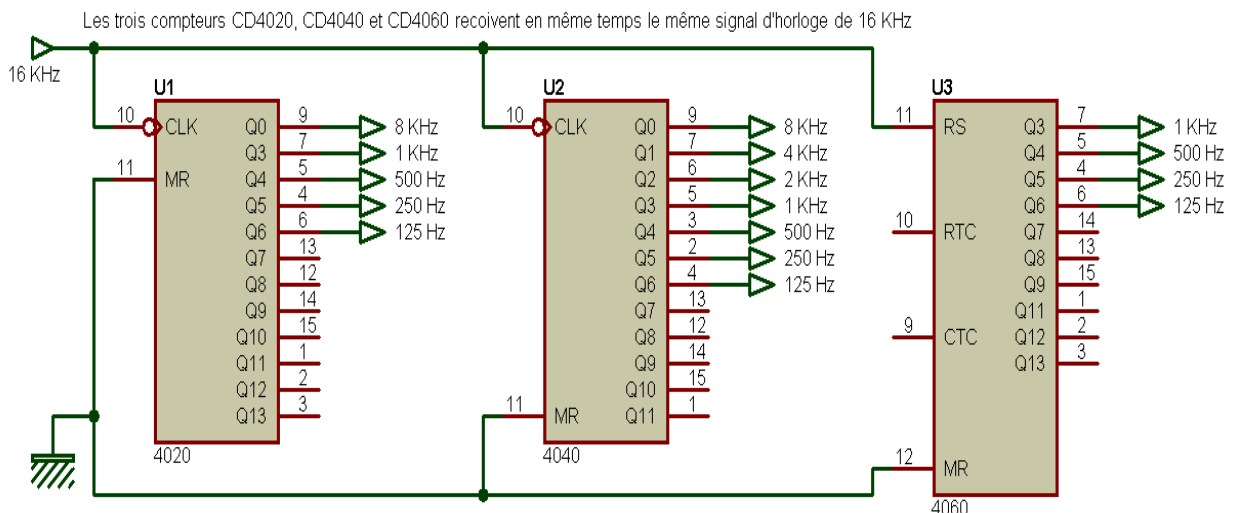 Les trois compteurs CD4020, CD4040 et CD4060 recoivent en même temps le même signal d'horloge de 16 KHz
16 KHz
U1
10 CLK
11 MR
Q0 9 8 KHz
Q3 7 1 KHz
Q4 5 500 Hz
Q5 4 250 Hz
Q6 6 125 Hz
Q7 13
Q8 12
Q9 14
Q10 15
Q11 1
Q12 2
Q13 3
4020
U2
10 CLK
Q0 9 8 KHz
Q1 7 4 KHz
Q2 6 2 KHz
Q3 5 1 KHz
Q4 3 500 Hz
Q5 2 250 Hz
Q6 4 125 Hz
Q7 13
Q8 12
Q9 14
Q10 15
11 MR
Q11 1
4040
U3
11 RS
Q3 7 1 KHz
Q4 5 500 Hz
Q5 4 250 Hz
Q6 6 125 Hz
10 RTC
Q7 14
Q8 13
Q9 15
Q11 1
9 CTC
Q12 2
Q13 3
12 MR
4060